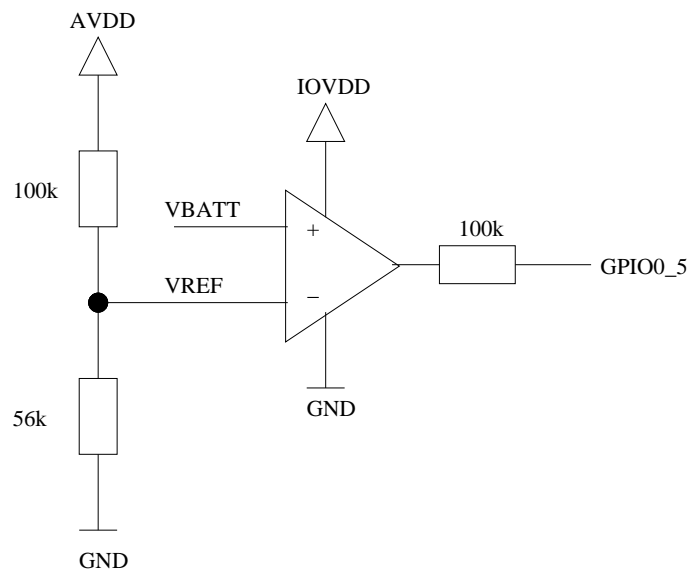 AVDD
IOVDD
100k
VBATT
+
100k
GPIO0_5
VREF
−
56k
GND
GND